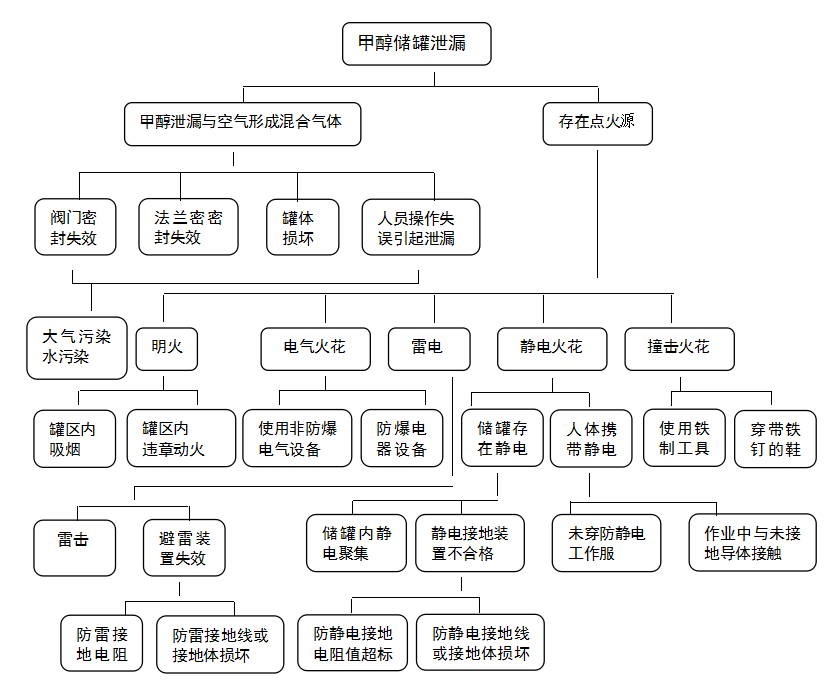 甲醇储罐泄漏
甲醇泄漏与空气形成混合气体
存在点火源
阀门密
封失效
法兰密密
封失效
罐体
损坏
人员操作失
误引起泄漏
大气污染
水污染
明火
电气火花
雷电
静电火花
撞击火花
罐区内
吸烟
罐区内
违章动火
使用非防爆
电气设备
防爆电
器设备
储罐存
在静电
人体携
带静电
使用铁
制工具
穿带铁
钉的鞋
雷击
避雷装
置失效
储罐内静
电聚集
静电接地装
置不合格
未穿防静电
工作服
作业中与未接
地导体接触
防雷接
地电阻
防雷接地线或
接地体损坏
防静电接地
电阻值超标
防静电接地线
或接地体损坏